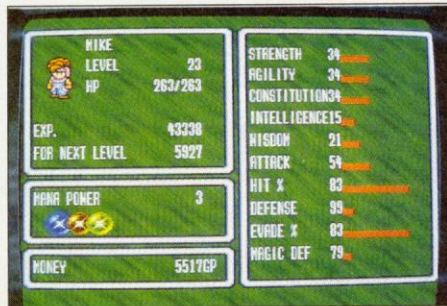 MIKE
LEVEL 23
HP 263/263
EXP. 43338
FOR NEXT LEVEL 5927
MANA POWER 3
MONEY 5517GP
STRENGTH 34
AGILITY 34
CONSTITUTION34
INTELLIGENCE15
WISDOM 21
ATTACK 54
HIT % 83
DEFENSE 99
EVADE % 83
MAGIC DEF 79